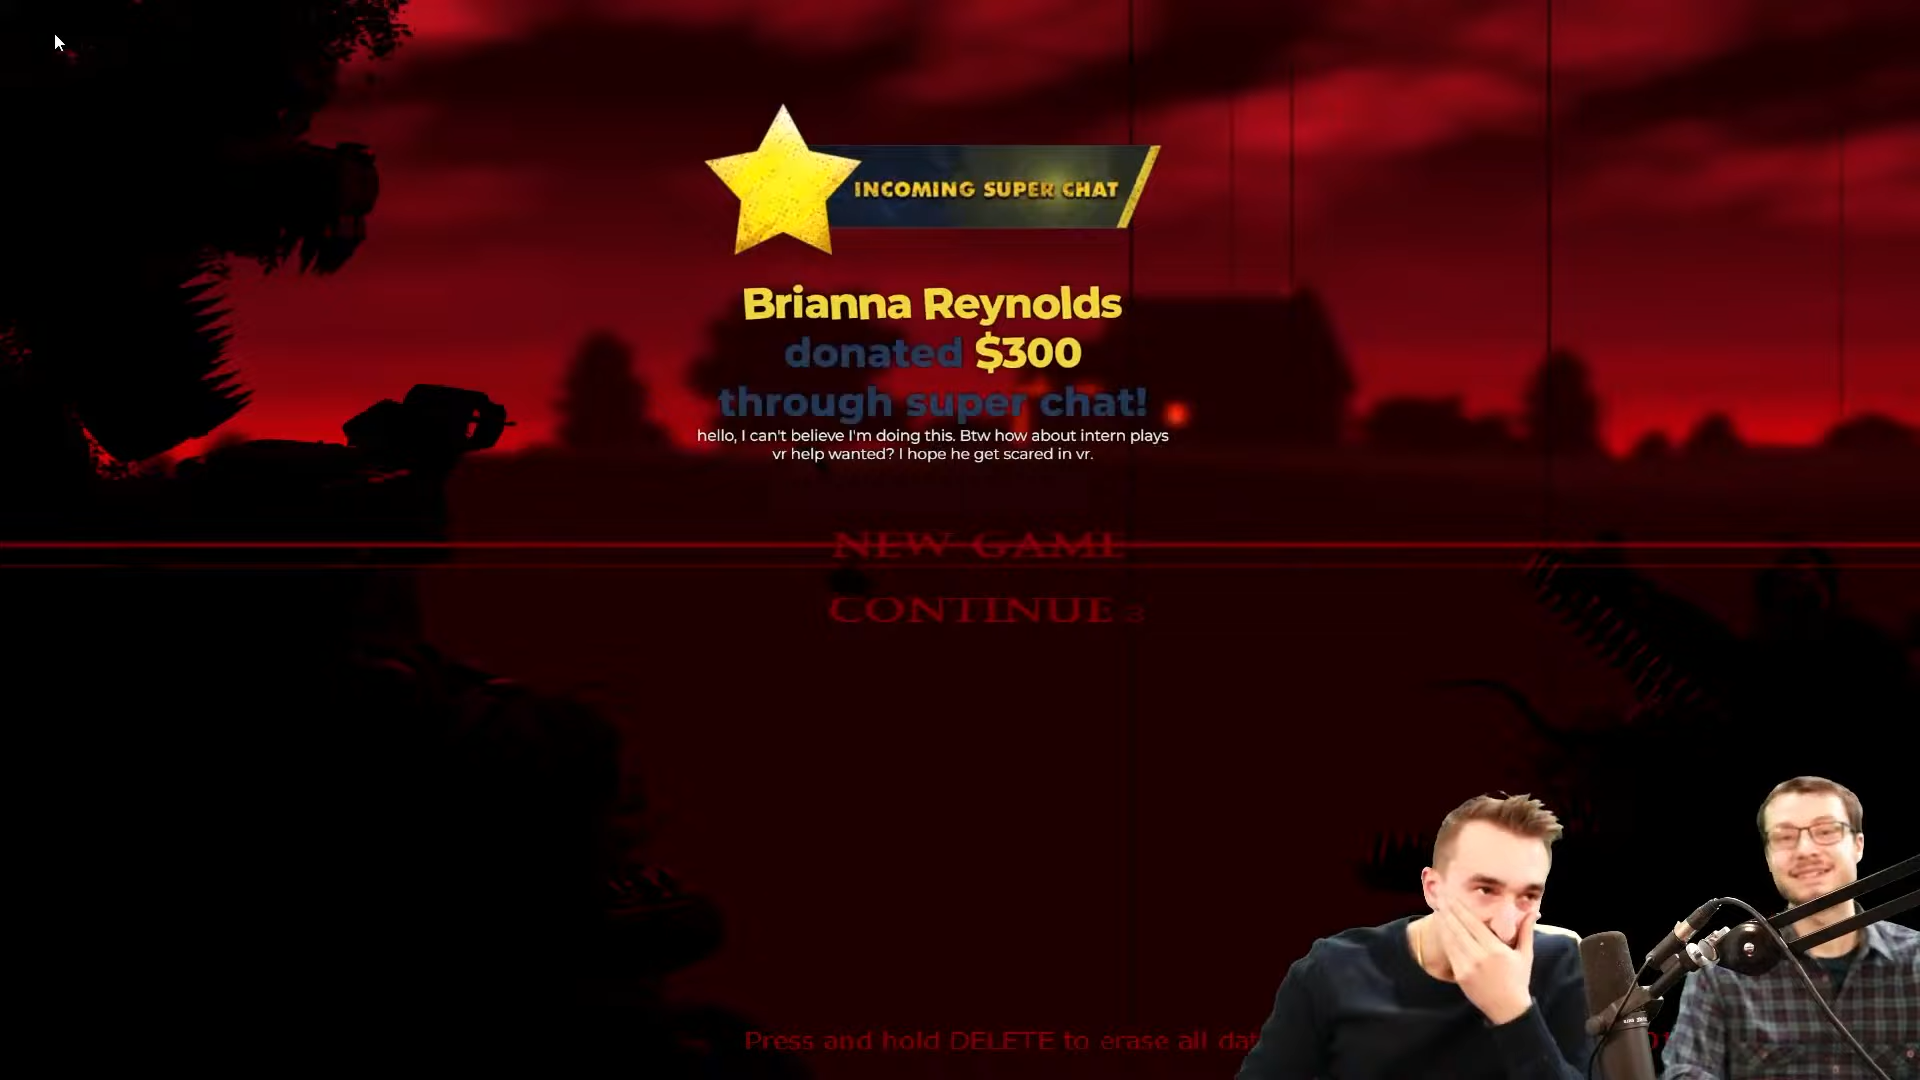 INCOMING SUPER CHAT
Brianna Reynolds
donated $300
through super chat!
hello, I can't believe I'm doing this. Btw how about intern plays
vr help wanted? I hope he get scared in vr.
NEW GAME
CONTINUE 3
Press and hold DELETE to erase all dat